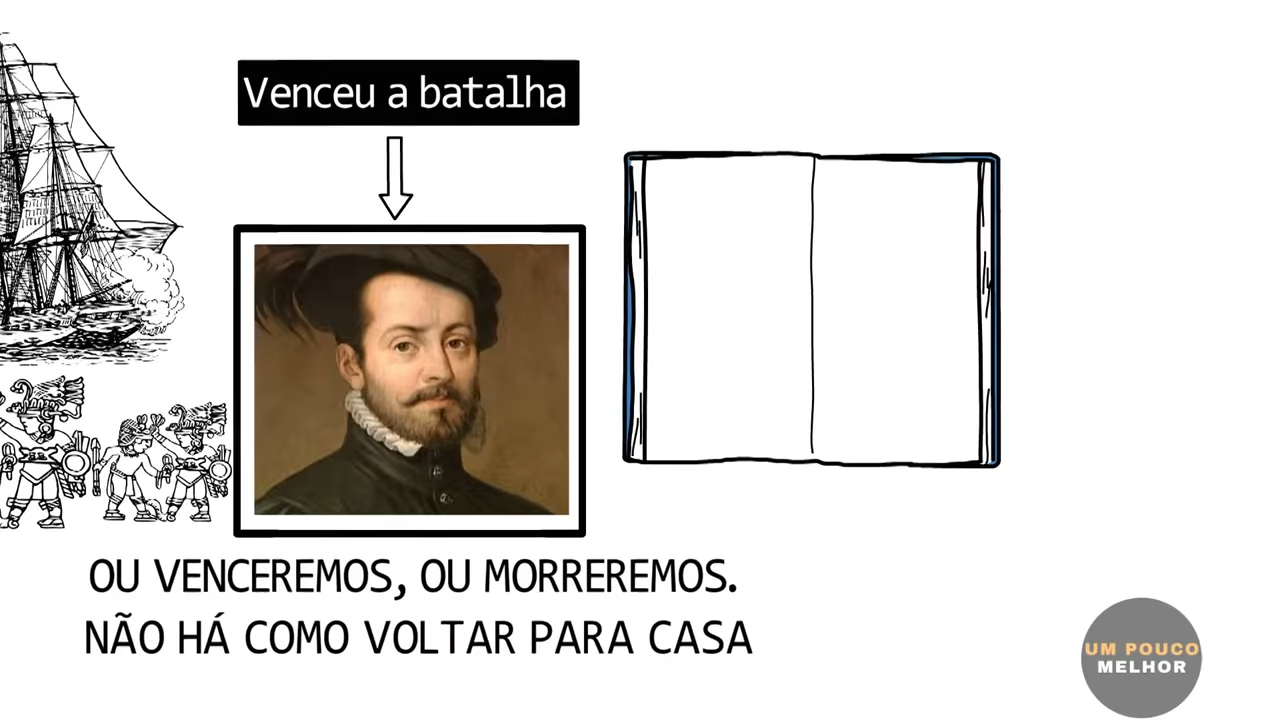 Venceu a batalha
OU VENCEREMOS, OU MORREREMOS.
NÃO HÁ COMO VOLTAR PARA CASA
UM POUCO
MELHOR